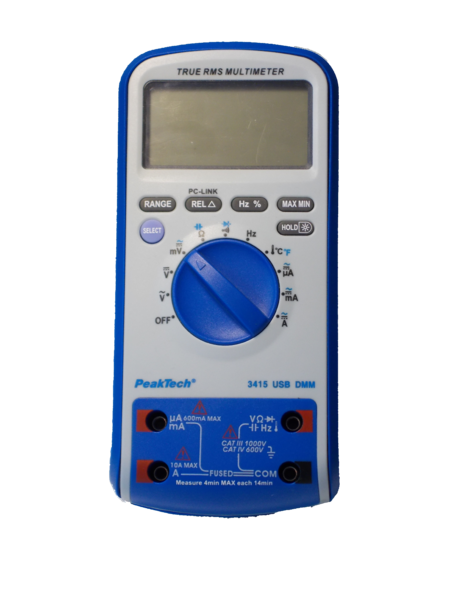 TRUE RMS MULTIMETER
PC-LINK
RANGE REL△ Hz % MAX MIN
SELECT HOLD
Ω Hz
mV °C°F
V μA
V mA
OFF A
PeakTech® 3415 USB DMM
μA 600mA MAX VΩ
mA Hz
CAT III 1000V
CAT IV 600V
10A MAX
A FUSED COM
Measure 4min MAX each 14min